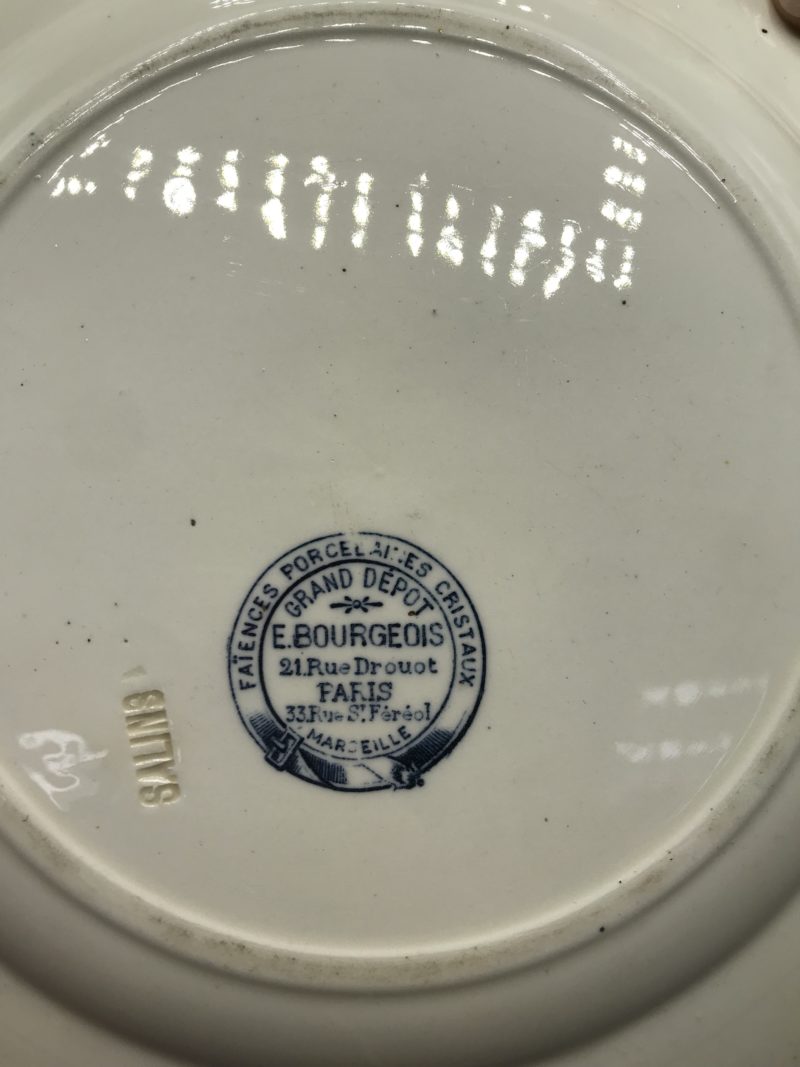 FAÏENCES PORCELAINES CRISTAUX
GRAND DÉPOT
E.BOURGEOIS
21.Rue Drouot
PARIS
33.Rue St Féréol
MARSEILLE
SALINS